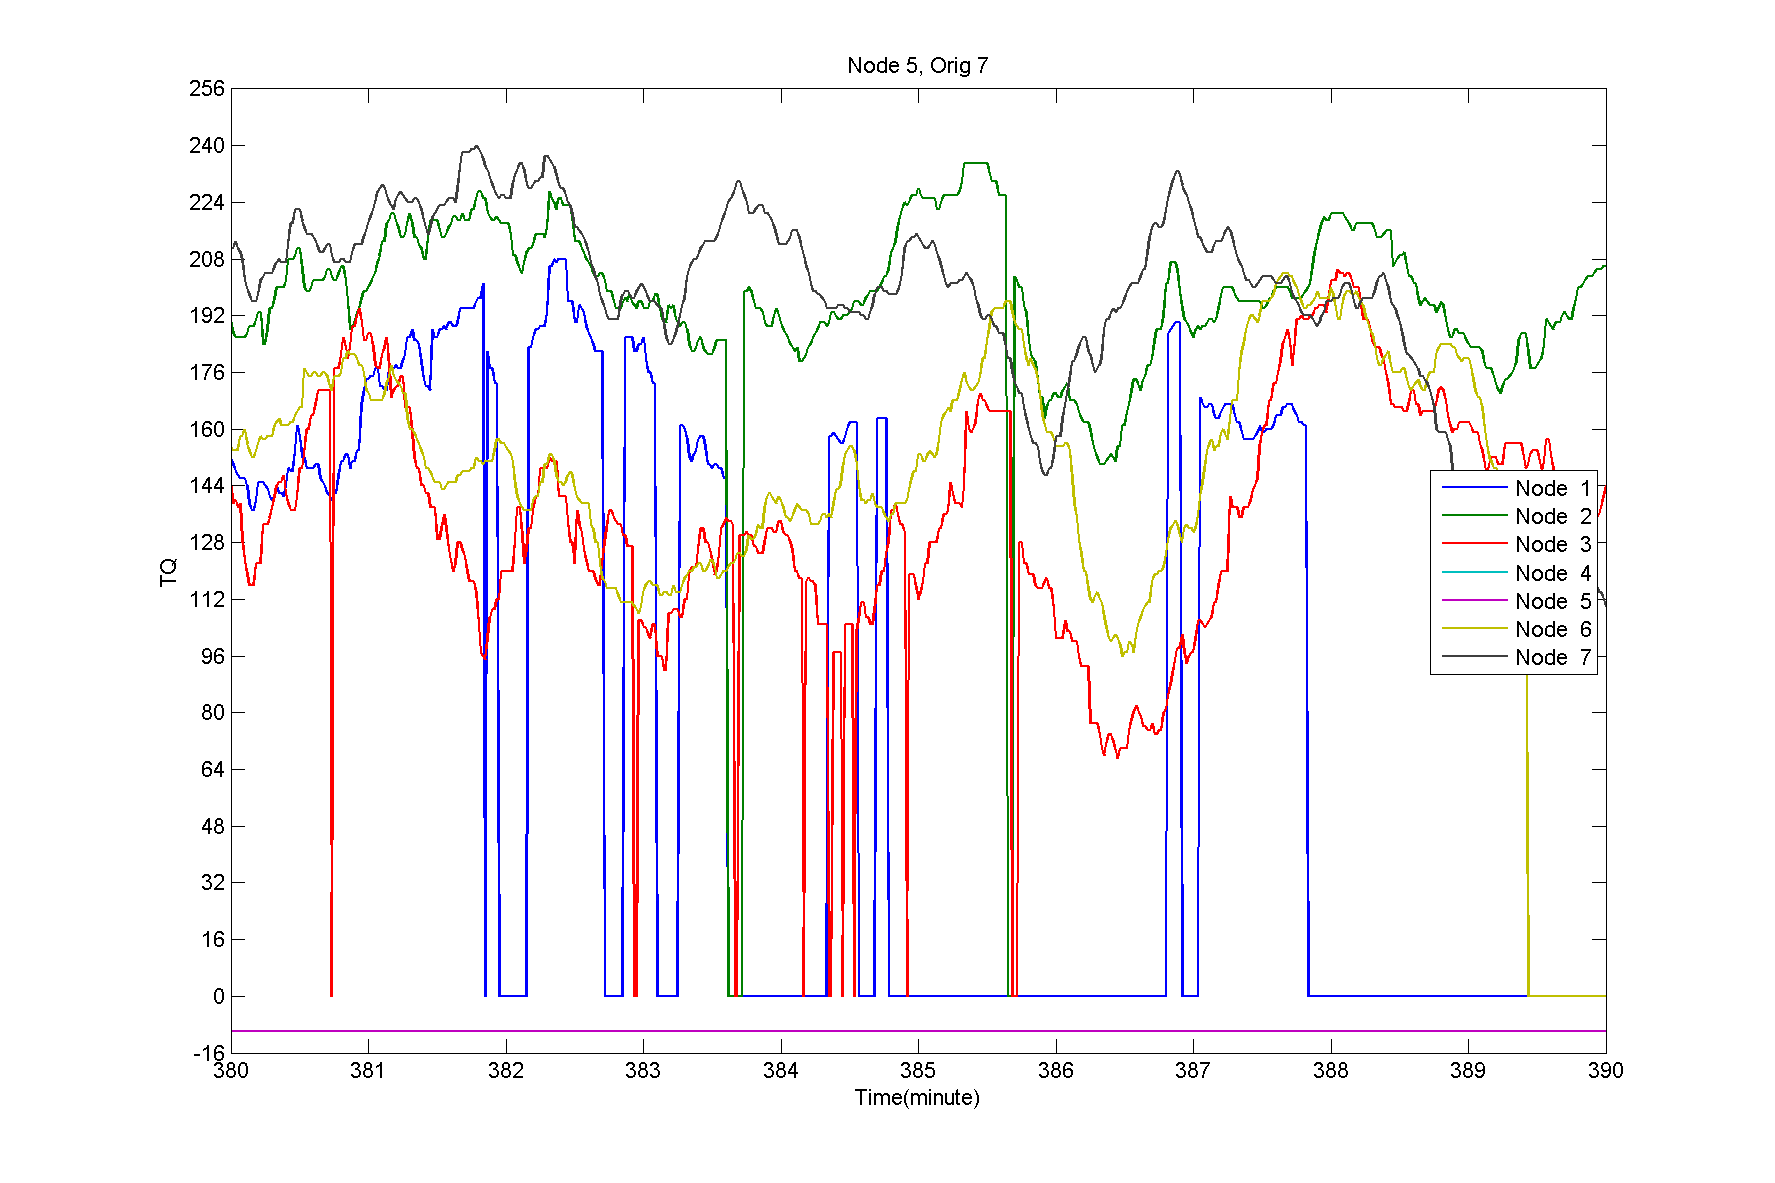 Node 5, Orig 7
256
240
224
208
192
176
160
144
128
112
96
80
64
48
32
16
0
-16
TQ
Node 1
Node 2
Node 3
Node 4
Node 5
Node 6
Node 7
380 381 382 383 384 385 386 387 388 389 390
Time(minute)